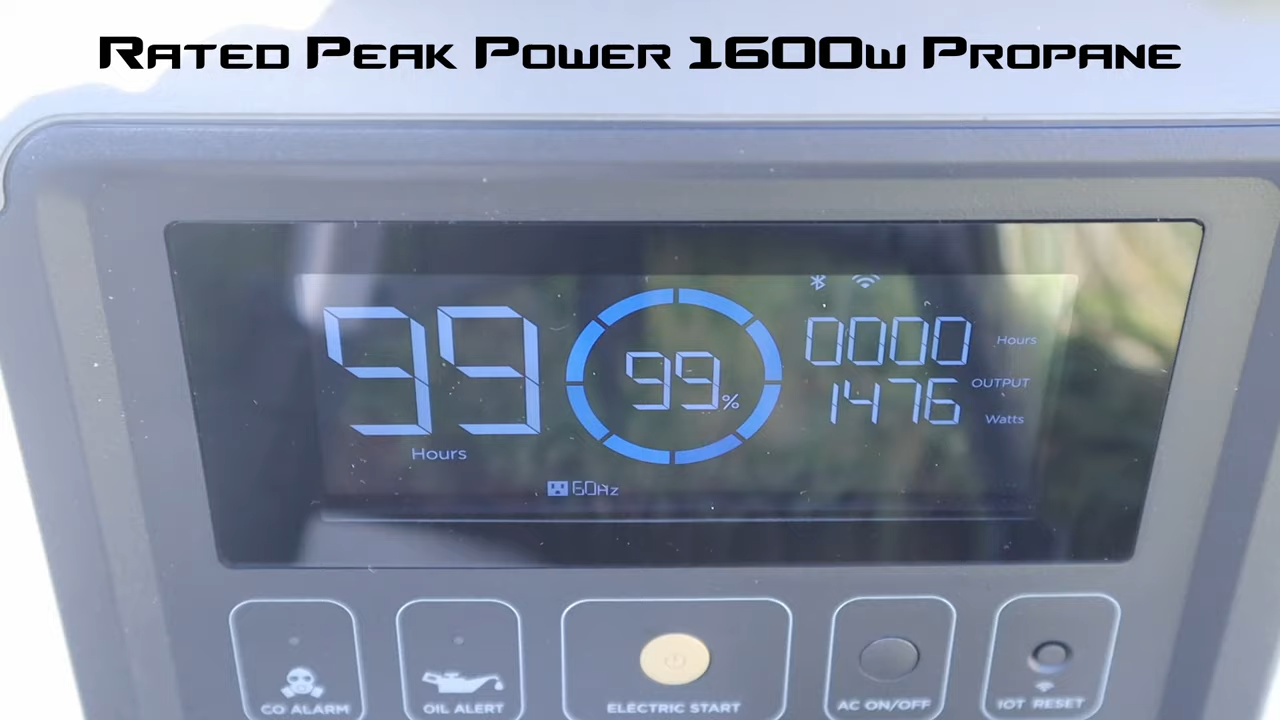 Rated Peak Power 1600w Propane
99
Hours
99%
0000 Hours
OUTPUT
1476
Watts
60Hz
CO ALARM
OIL ALERT
ELECTRIC START
AC ON/OFF
IOT RESET